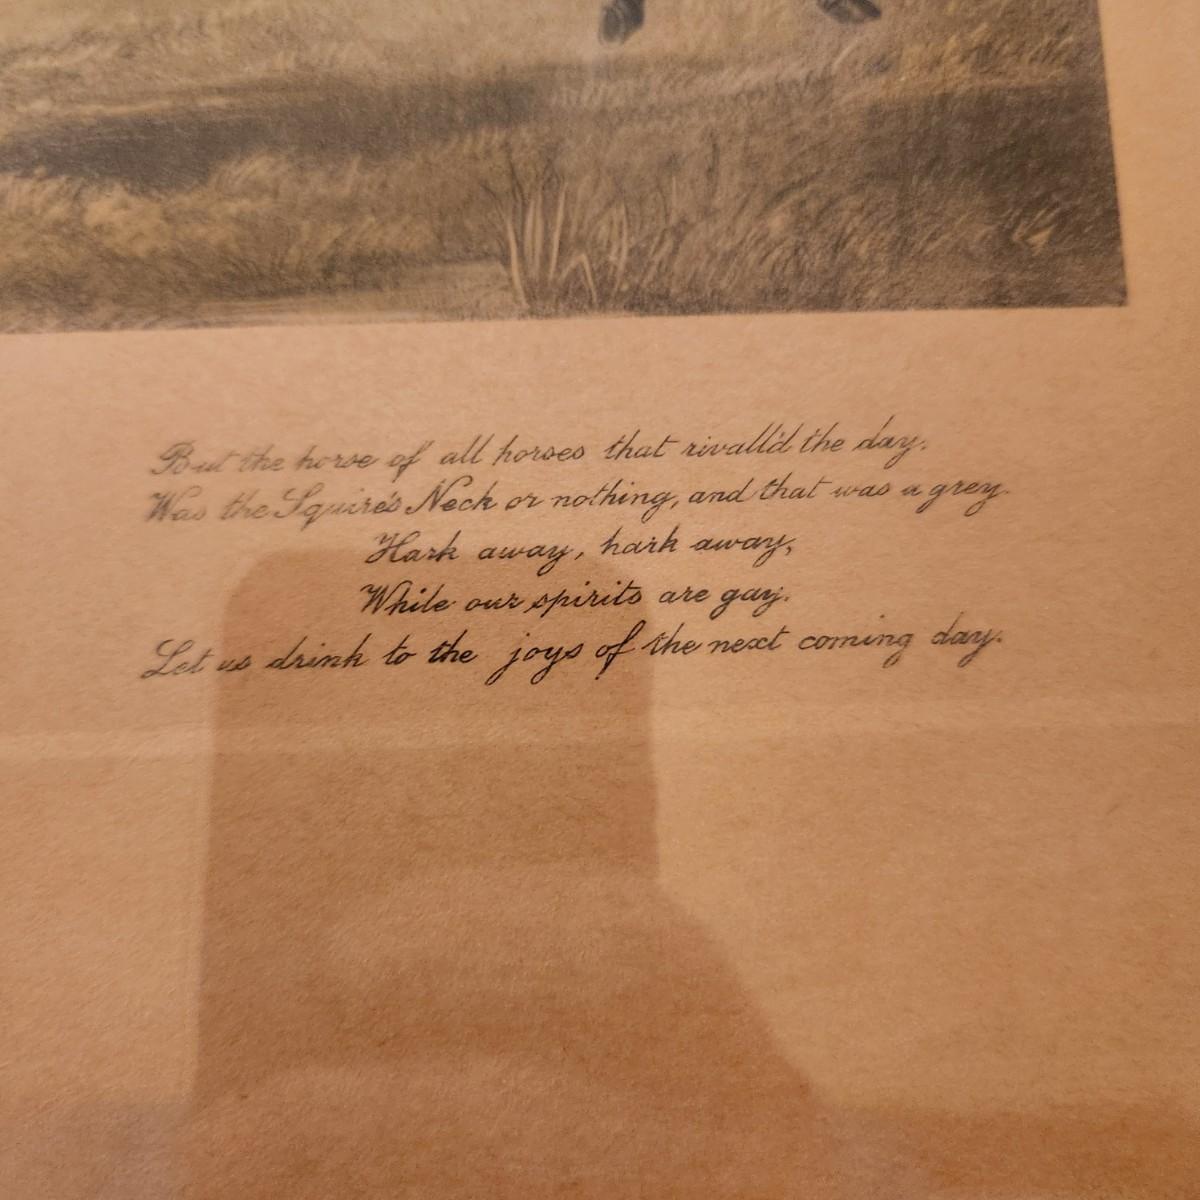 But the horse of all horses that rivall'd the day.
Was the Squire's Neck or nothing, and that was a grey.
Hark away, hark away,
While our spirits are gay.
Let us drink to the joys of the next coming day.